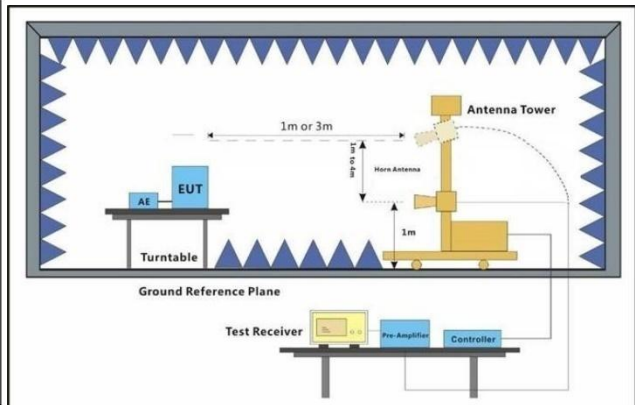 1m or 3m
Antenna Tower
1m to 4m
Horn Antenna
EUT
AE
1m
Turntable
Ground Reference Plane
Test Receiver
Pre-Amplifier
Controller